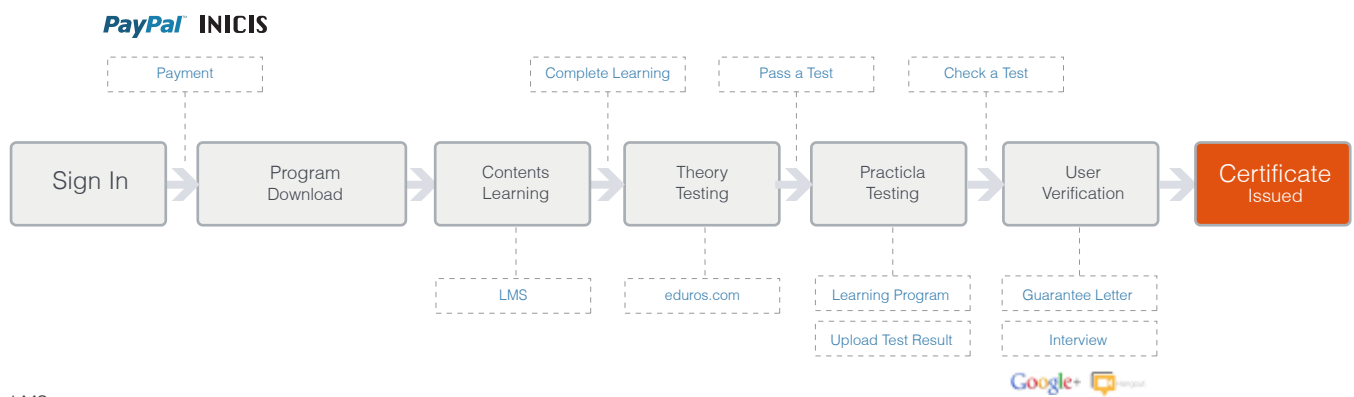 PayPal INICIS
Payment
Complete Learning
Pass a Test
Check a Test
Sign In
Program
Download
Contents
Learning
Theory
Testing
Practicla
Testing
User
Verification
Certificate
Issued
LMS
eduros.com
Learning Program
Guarantee Letter
Upload Test Result
Interview
Google+